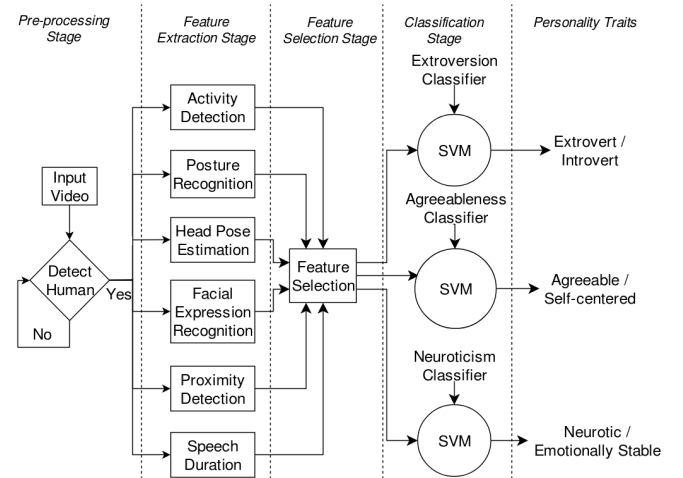 Pre-processing
Stage
Feature
Extraction Stage
Feature
Selection Stage
Classification
Stage
Personality Traits
Input
Video
Detect
Human
Yes
No
Activity
Detection
Posture
Recognition
Head Pose
Estimation
Facial
Expression
Recognition
Proximity
Detection
Speech
Duration
Feature
Selection
Extroversion
Classifier
SVM
Extrovert /
Introvert
Agreeableness
Classifier
SVM
Agreeable /
Self-centered
Neuroticism
Classifier
SVM
Neurotic /
Emotionally Stable